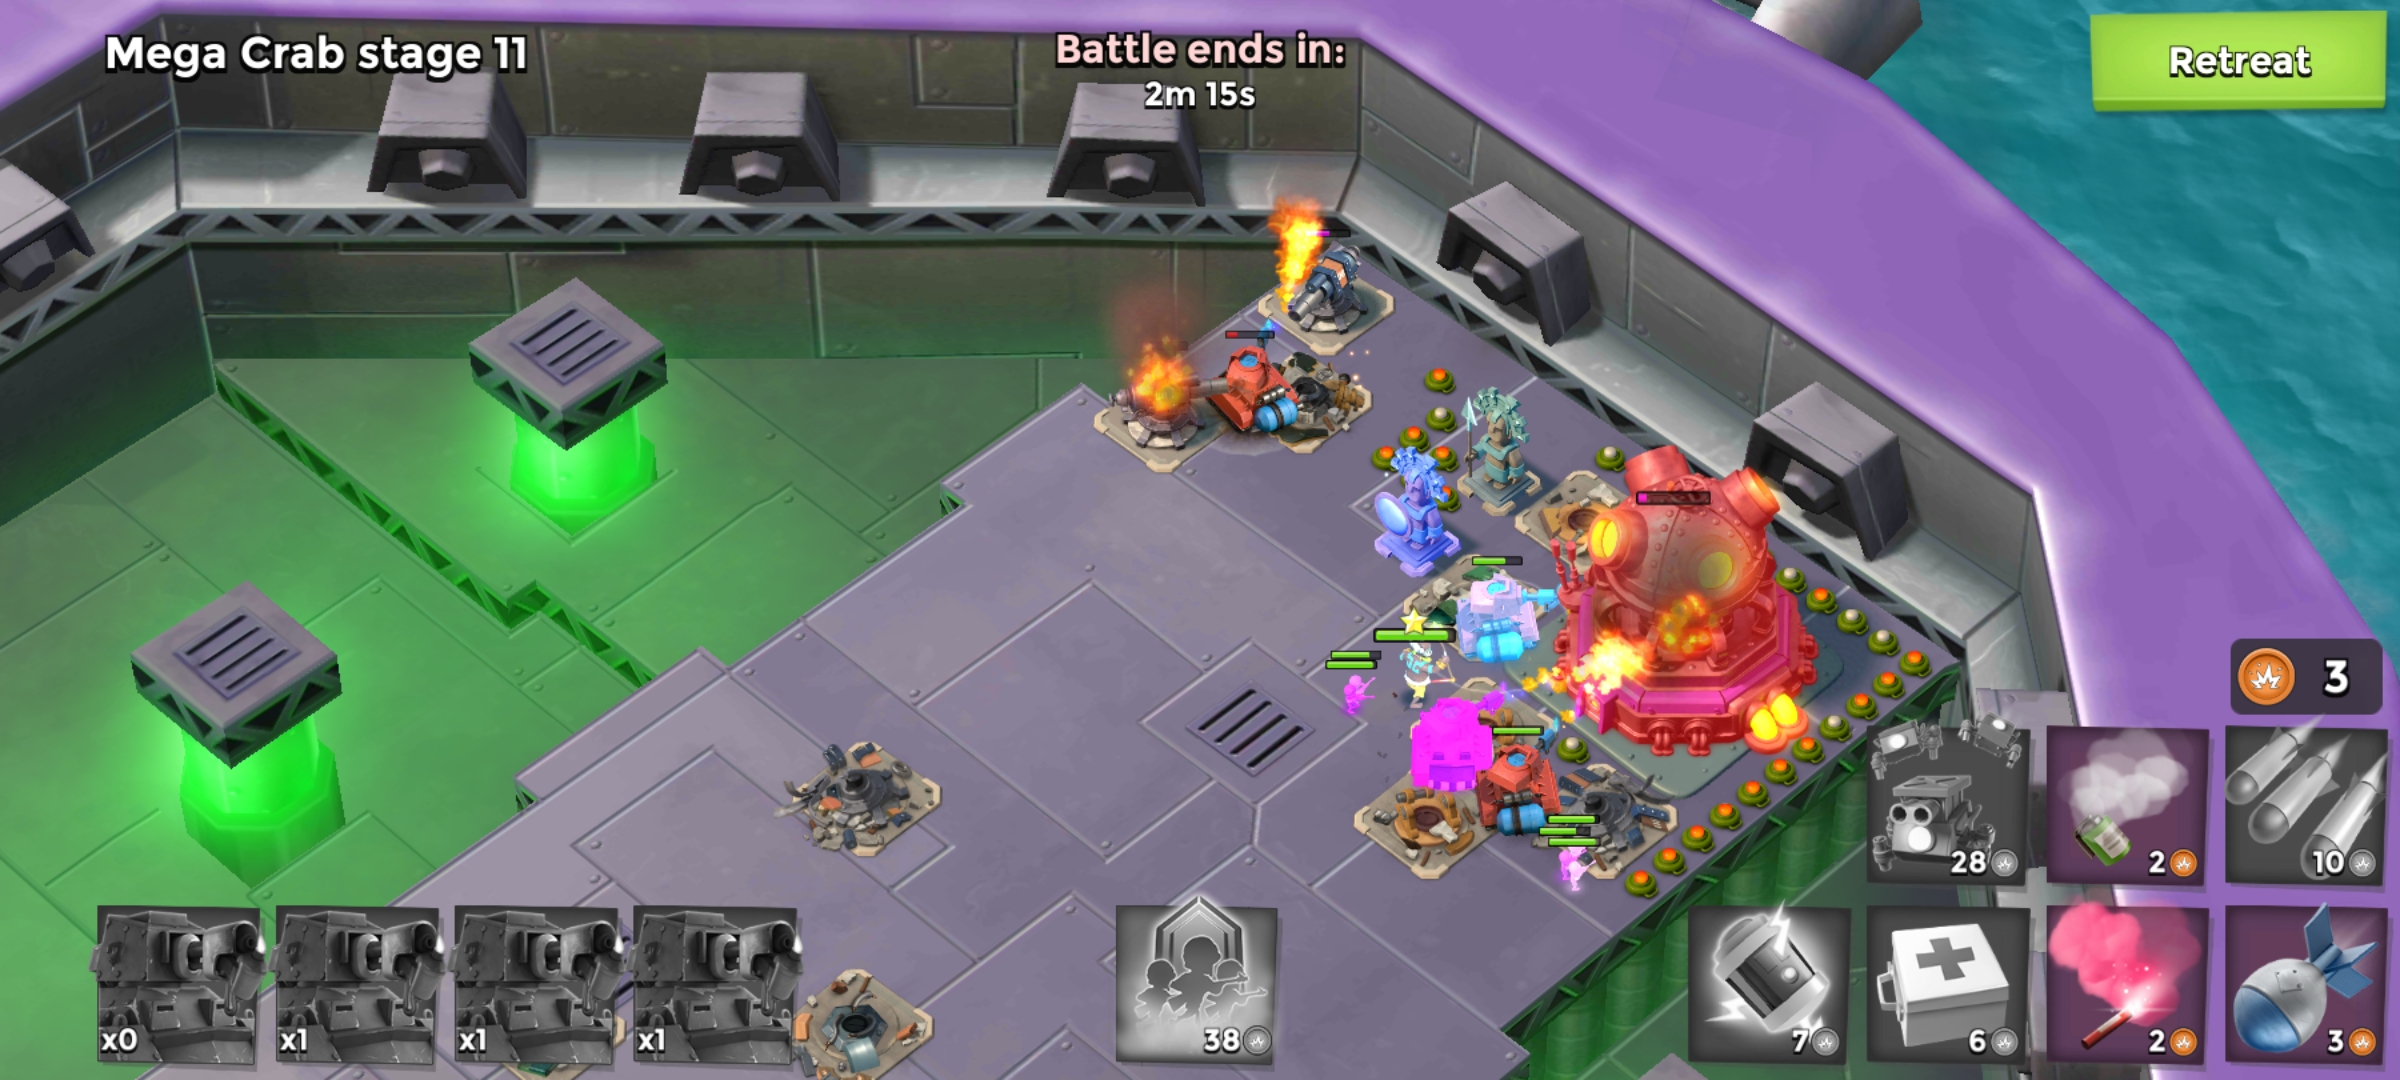 Mega Crab stage 11
Battle ends in:
2m 15s
Retreat
3
28
2
10
x0
x1
x1
x1
38
7
6
2
3